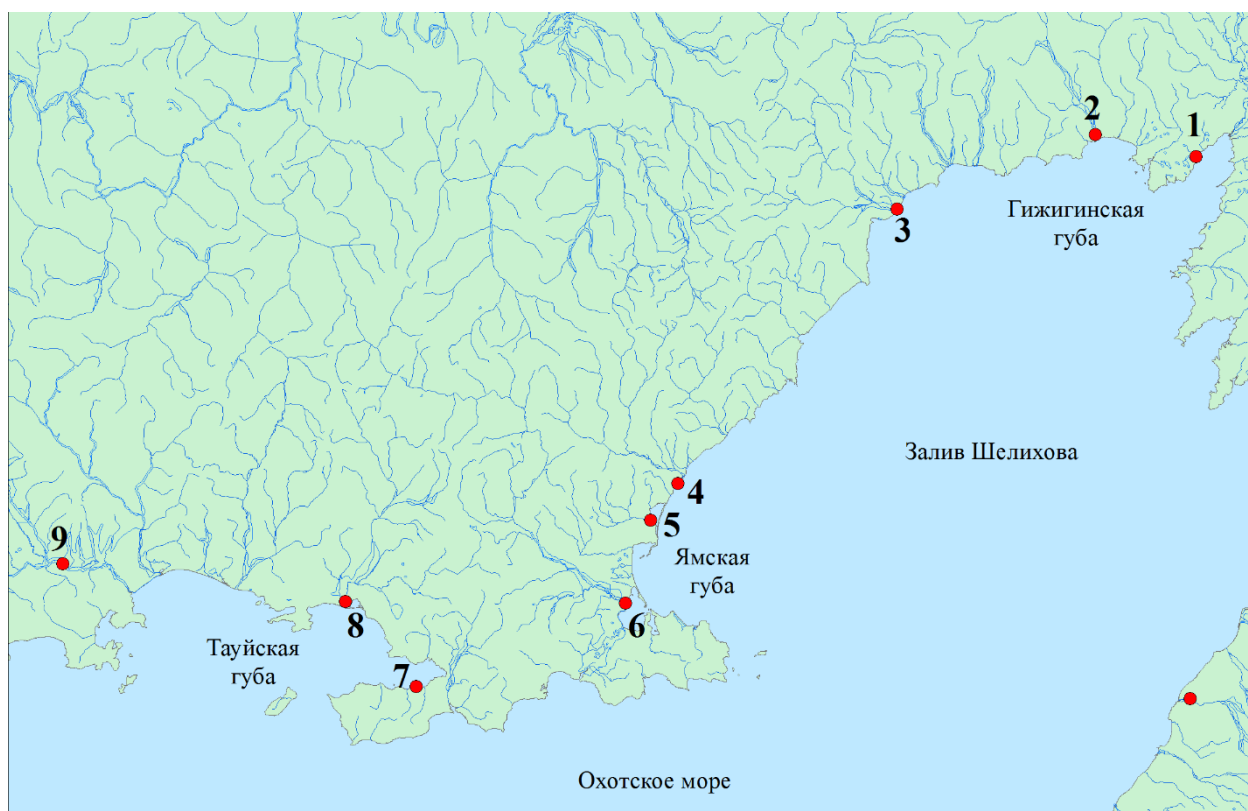 2
1
Гижигинская
губа
3
Залив Шелихова
4
5
Ямская
губа
9
6
8
Тауйская
губа
7
Охотское море